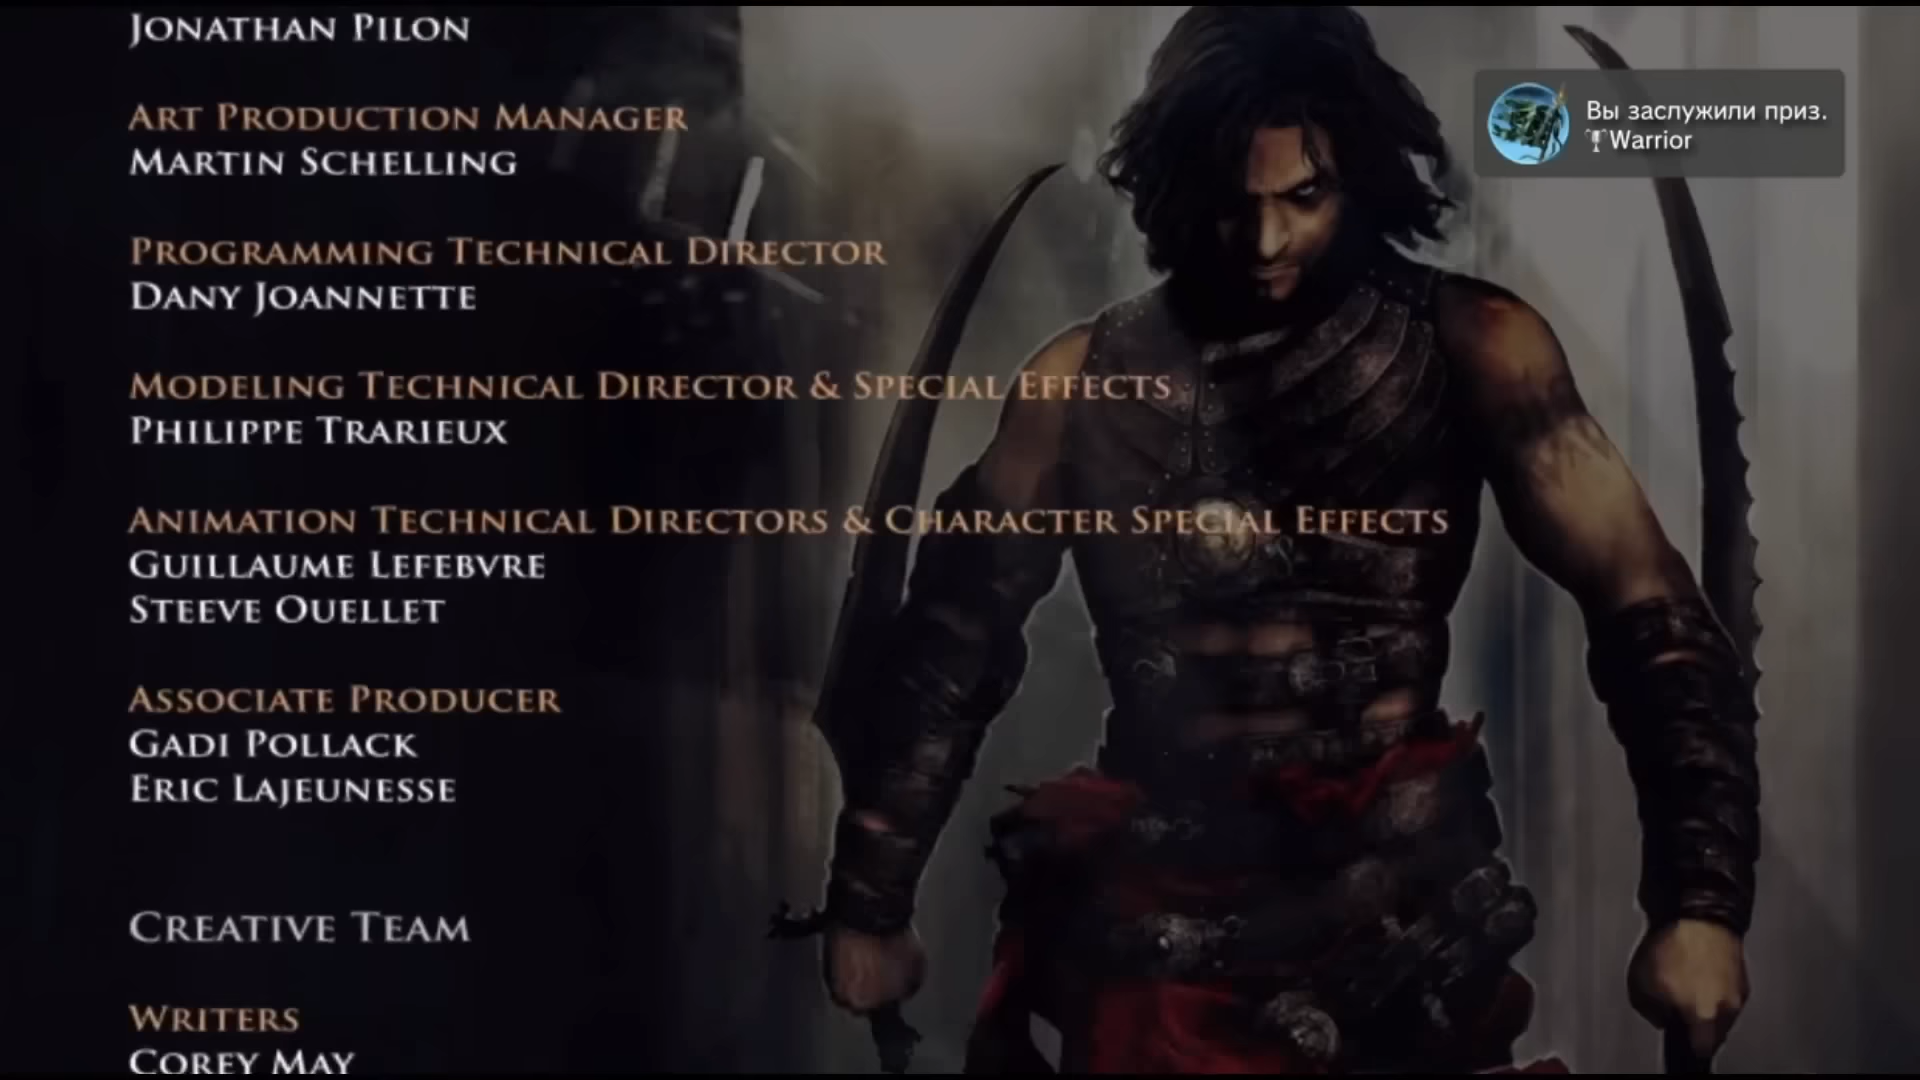 JONATHAN PILON
ART PRODUCTION MANAGER
MARTIN SCHELLING
PROGRAMMING TECHNICAL DIRECTOR
DANY JOANNETTE
MODELING TECHNICAL DIRECTOR & SPECIAL EFFECTS
PHILIPPE TRARIEUX
ANIMATION TECHNICAL DIRECTORS & CHARACTER SPECIAL EFFECTS
GUILLAUME LEFEBVRE
STEEVE OUELLET
ASSOCIATE PRODUCER
GADI POLLACK
ERIC LAJEUNESSE
CREATIVE TEAM
WRITERS
COREY MAY
Вы заслужили приз.
Warrior